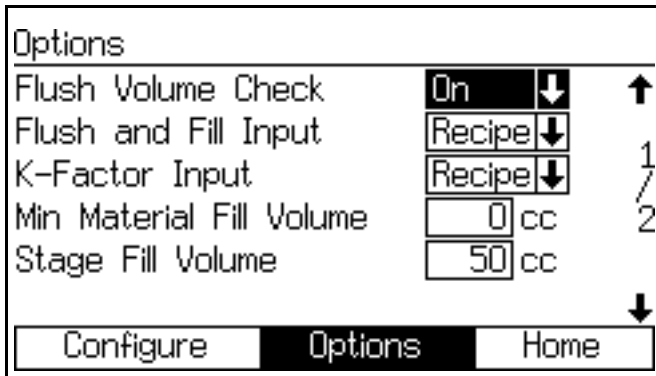 Options
Flush Volume Check On
Flush and Fill Input Recipe
K-Factor Input Recipe
Min Material Fill Volume 0 cc
Stage Fill Volume 50 cc
1
/
2
Configure Options Home